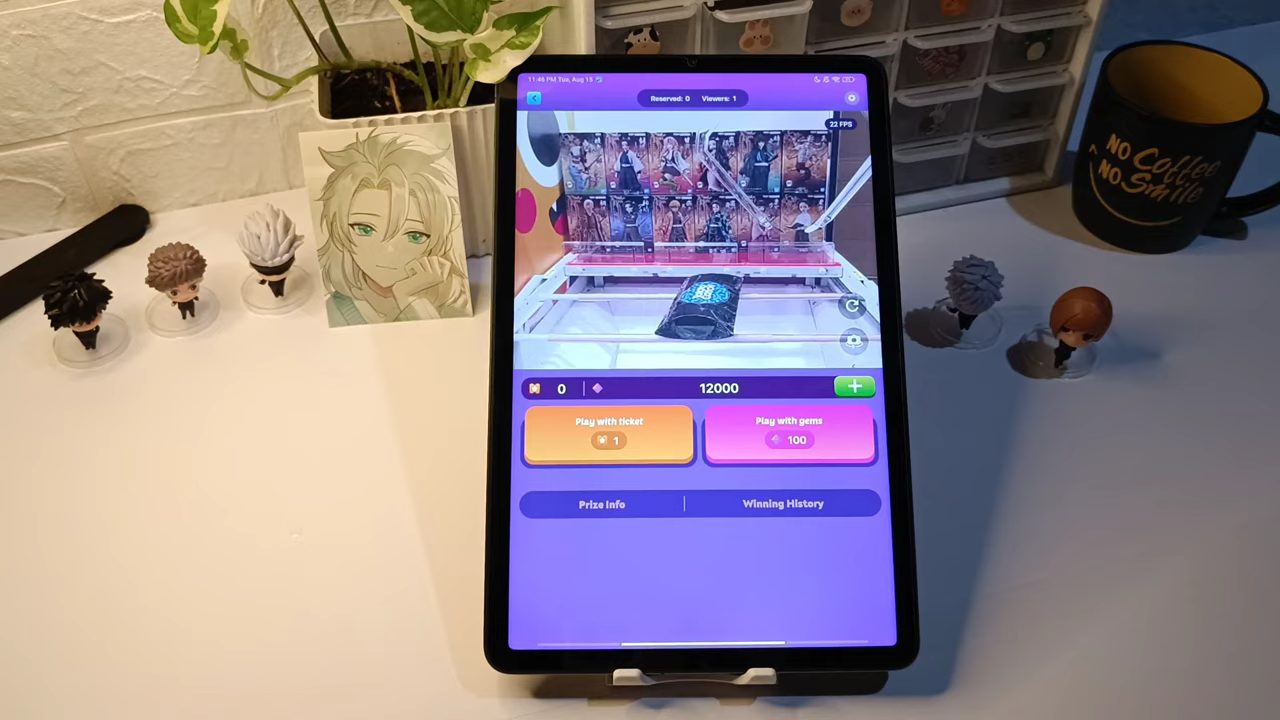 11:46 PM Tue, Aug 15
Reserved: 0 Viewers: 1
22 FPS
0
12000
Play with ticket
1
Play with gems
100
Prize Info
Winning History
NO Coffee
NO Smile